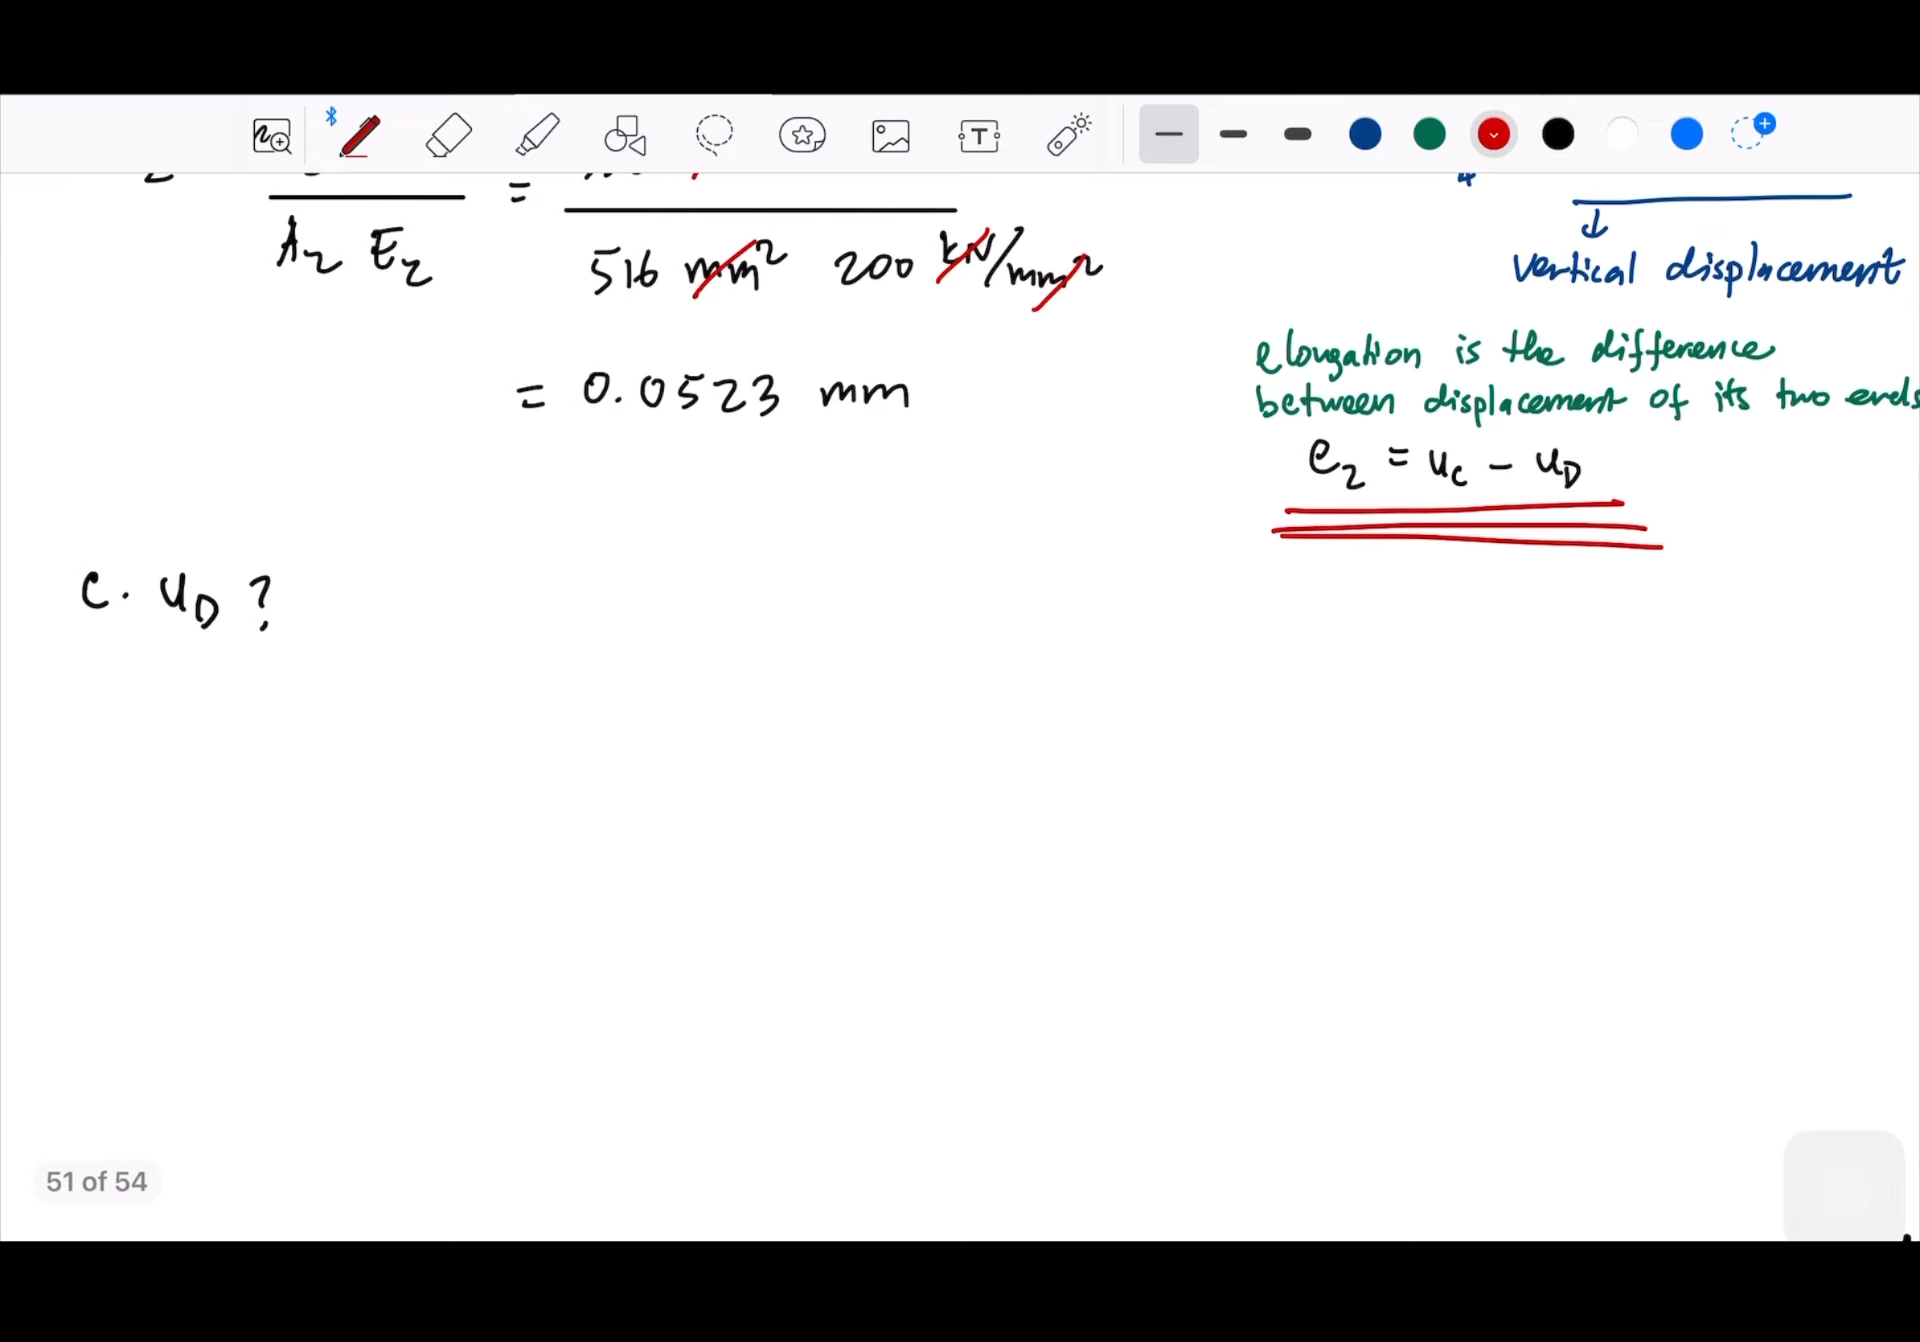 =
A₂ E₂
516 mm² 200 kN/mm²
= 0.0523 mm
vertical displacement
elongation is the difference
between displacement of its two ends
e₂ = u_C − u_D
C. u_D ?
51 of 54